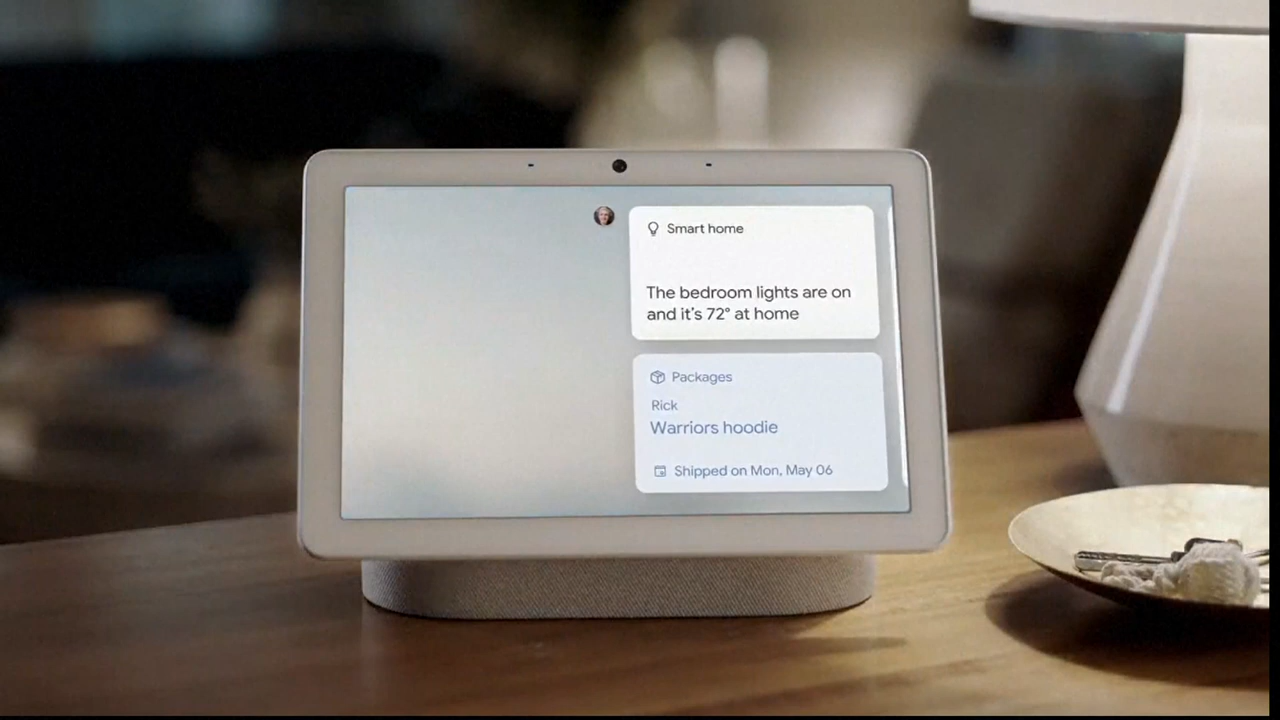 Smart home
The bedroom lights are on
and it's 72° at home
Packages
Rick
Warriors hoodie
Shipped on Mon, May 06